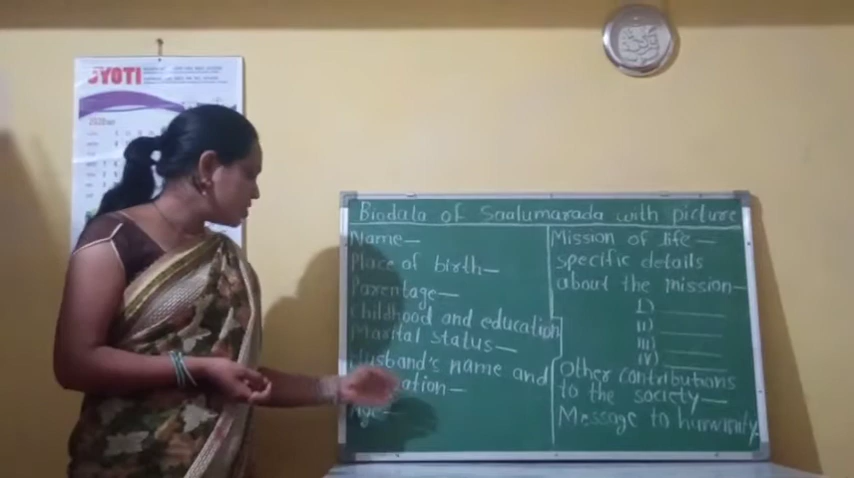 JYOTI
2020
Bindala of Saalumarada with picture
Name —
Place of birth —
Parentage —
Childhood and education
Marital status —
Husband's name and
Age —
Mission of life —
specific details
about the mission —
I)
II)
III)
IV)
Other contributions
to the society —
Message to humanity